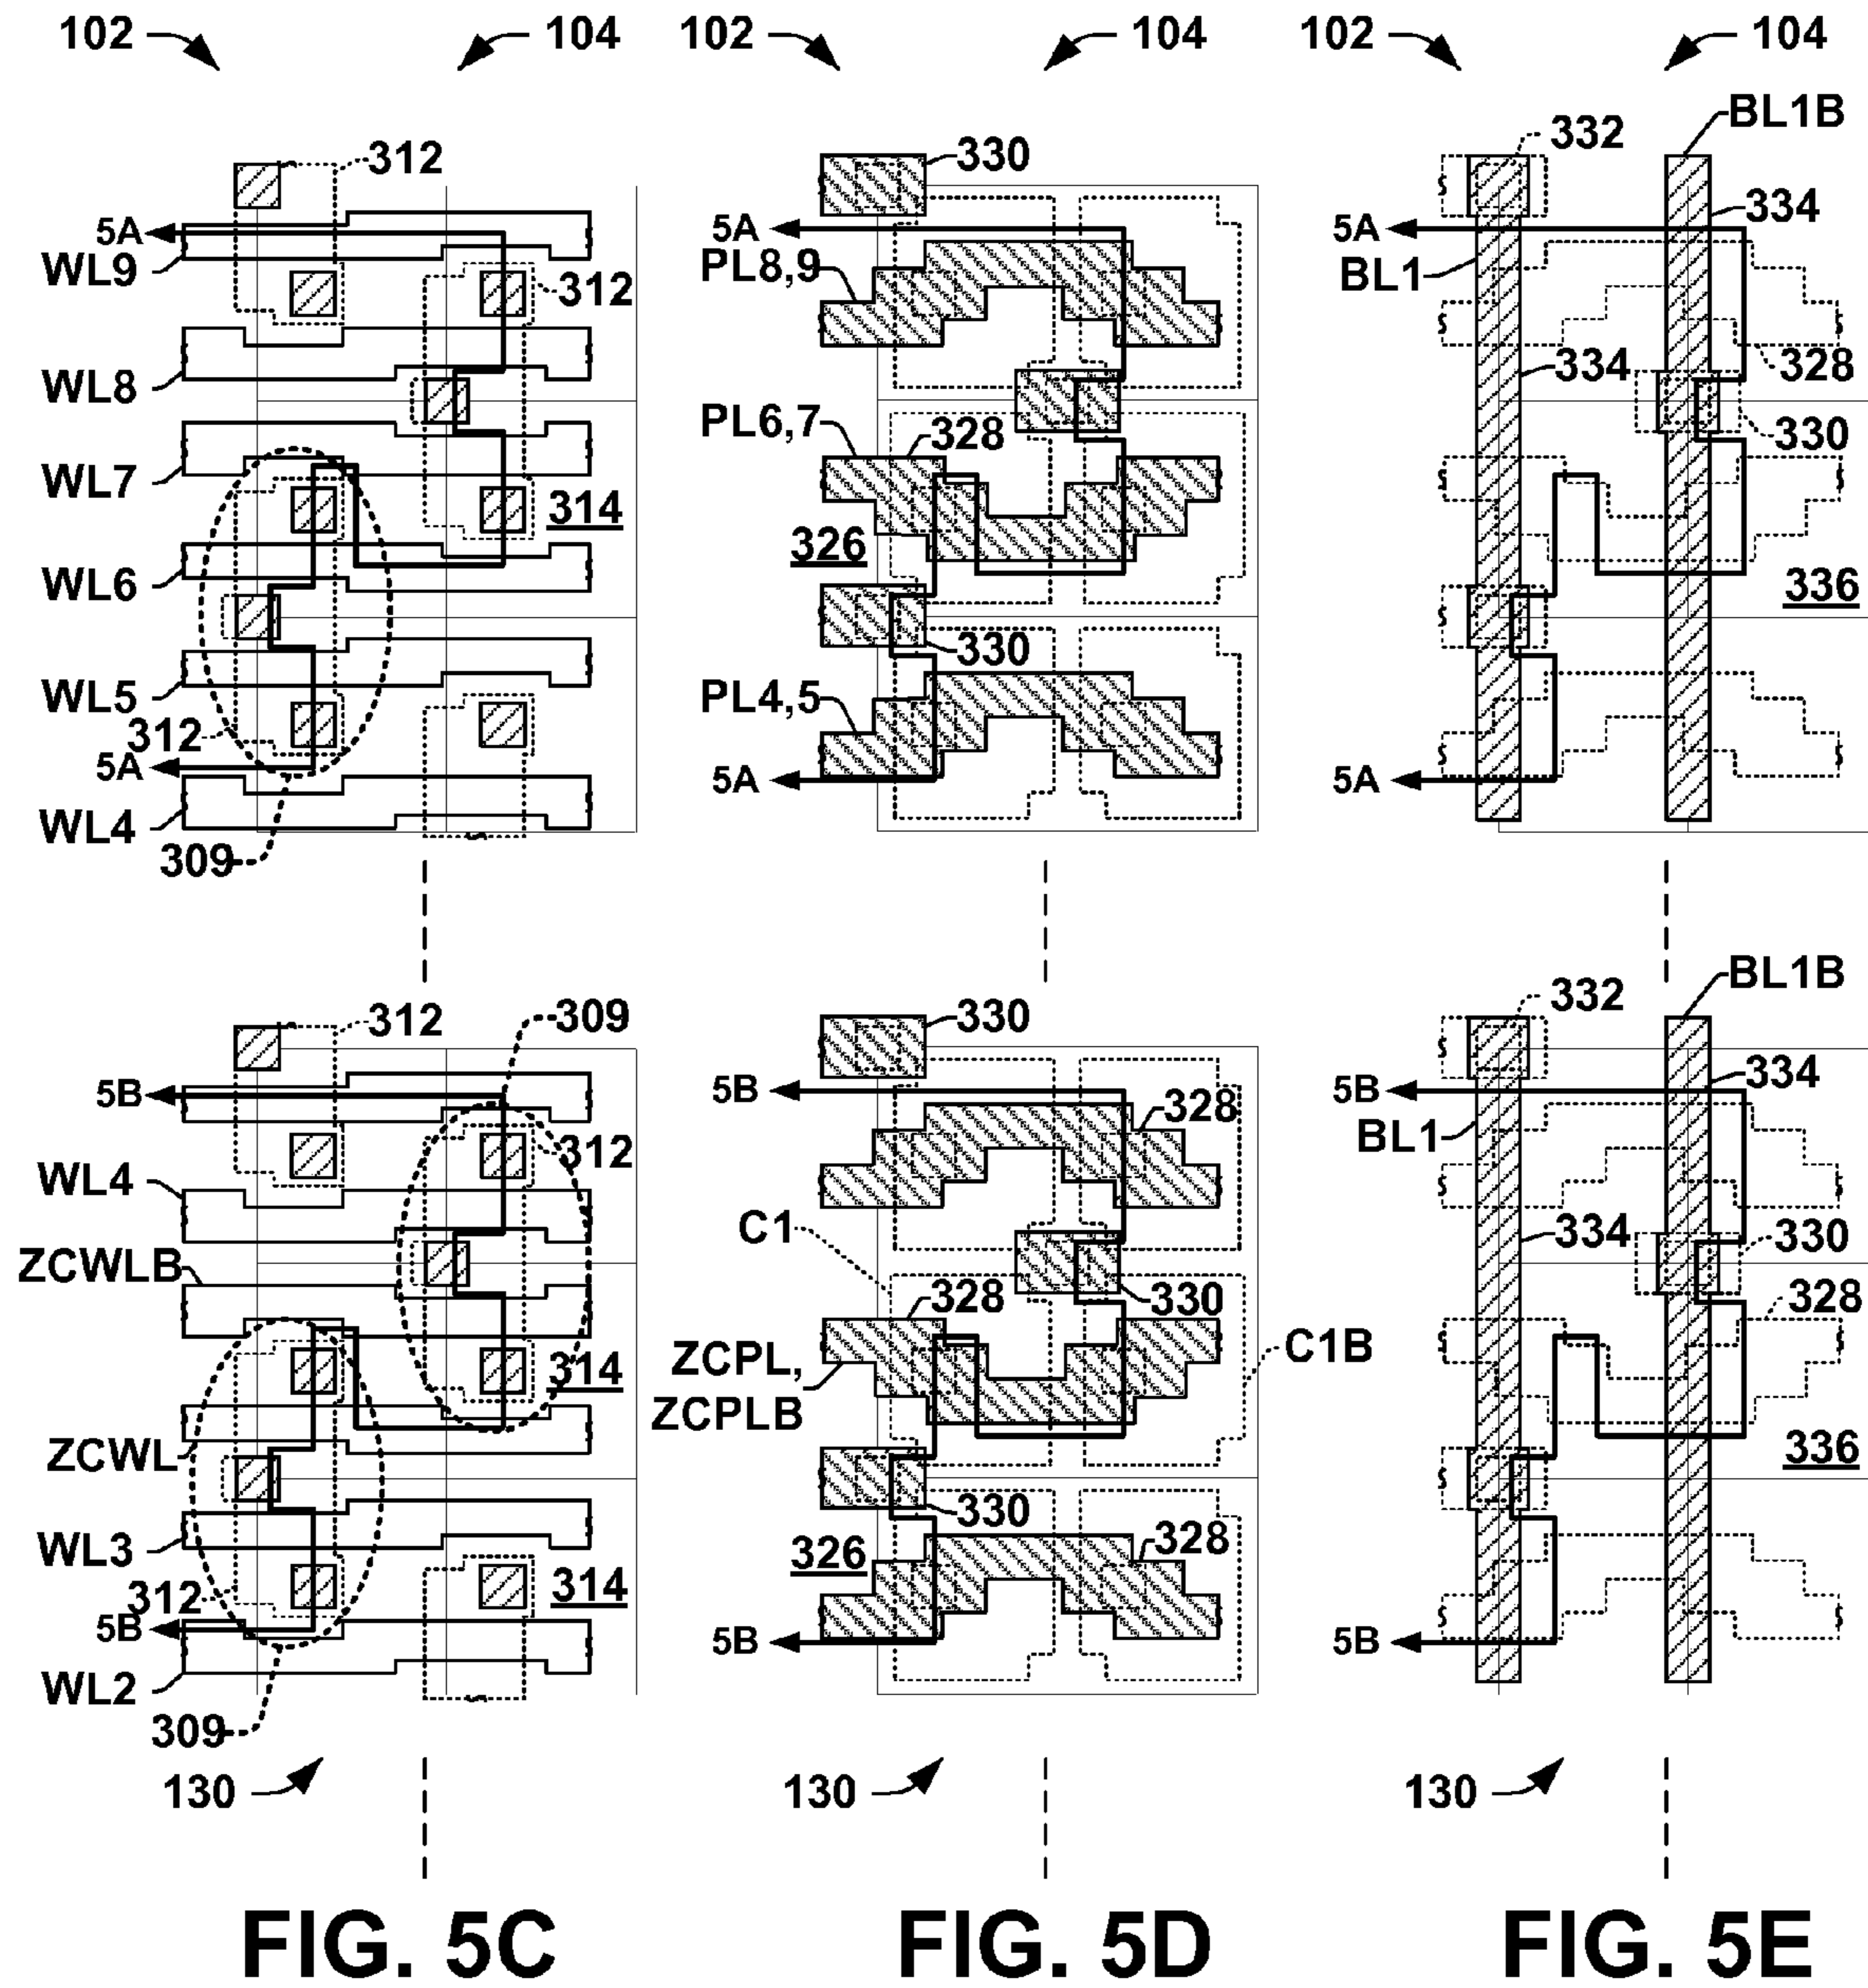 102 104 102 104 102 104
BL1B
312 330 332
5A 5A 5A 334
WL9 312 PL8,9 BL1
WL8 334 328
WL7 PL6,7 328 330
314 326 336
WL6
WL5 330
312 PL4,5
5A 5A 5A
WL4
309
BL1B
312 309 330 332
5B 5B 328 5B 334
312 BL1
WL4 C1 334 330
ZCWLB 328 330 328
314 ZCPL, C1B
ZCWL ZCPLB 336
WL3 330
314 326 328
312
5B 5B 5B
WL2
309
130 130 130
FIG. 5C FIG. 5D FIG. 5E